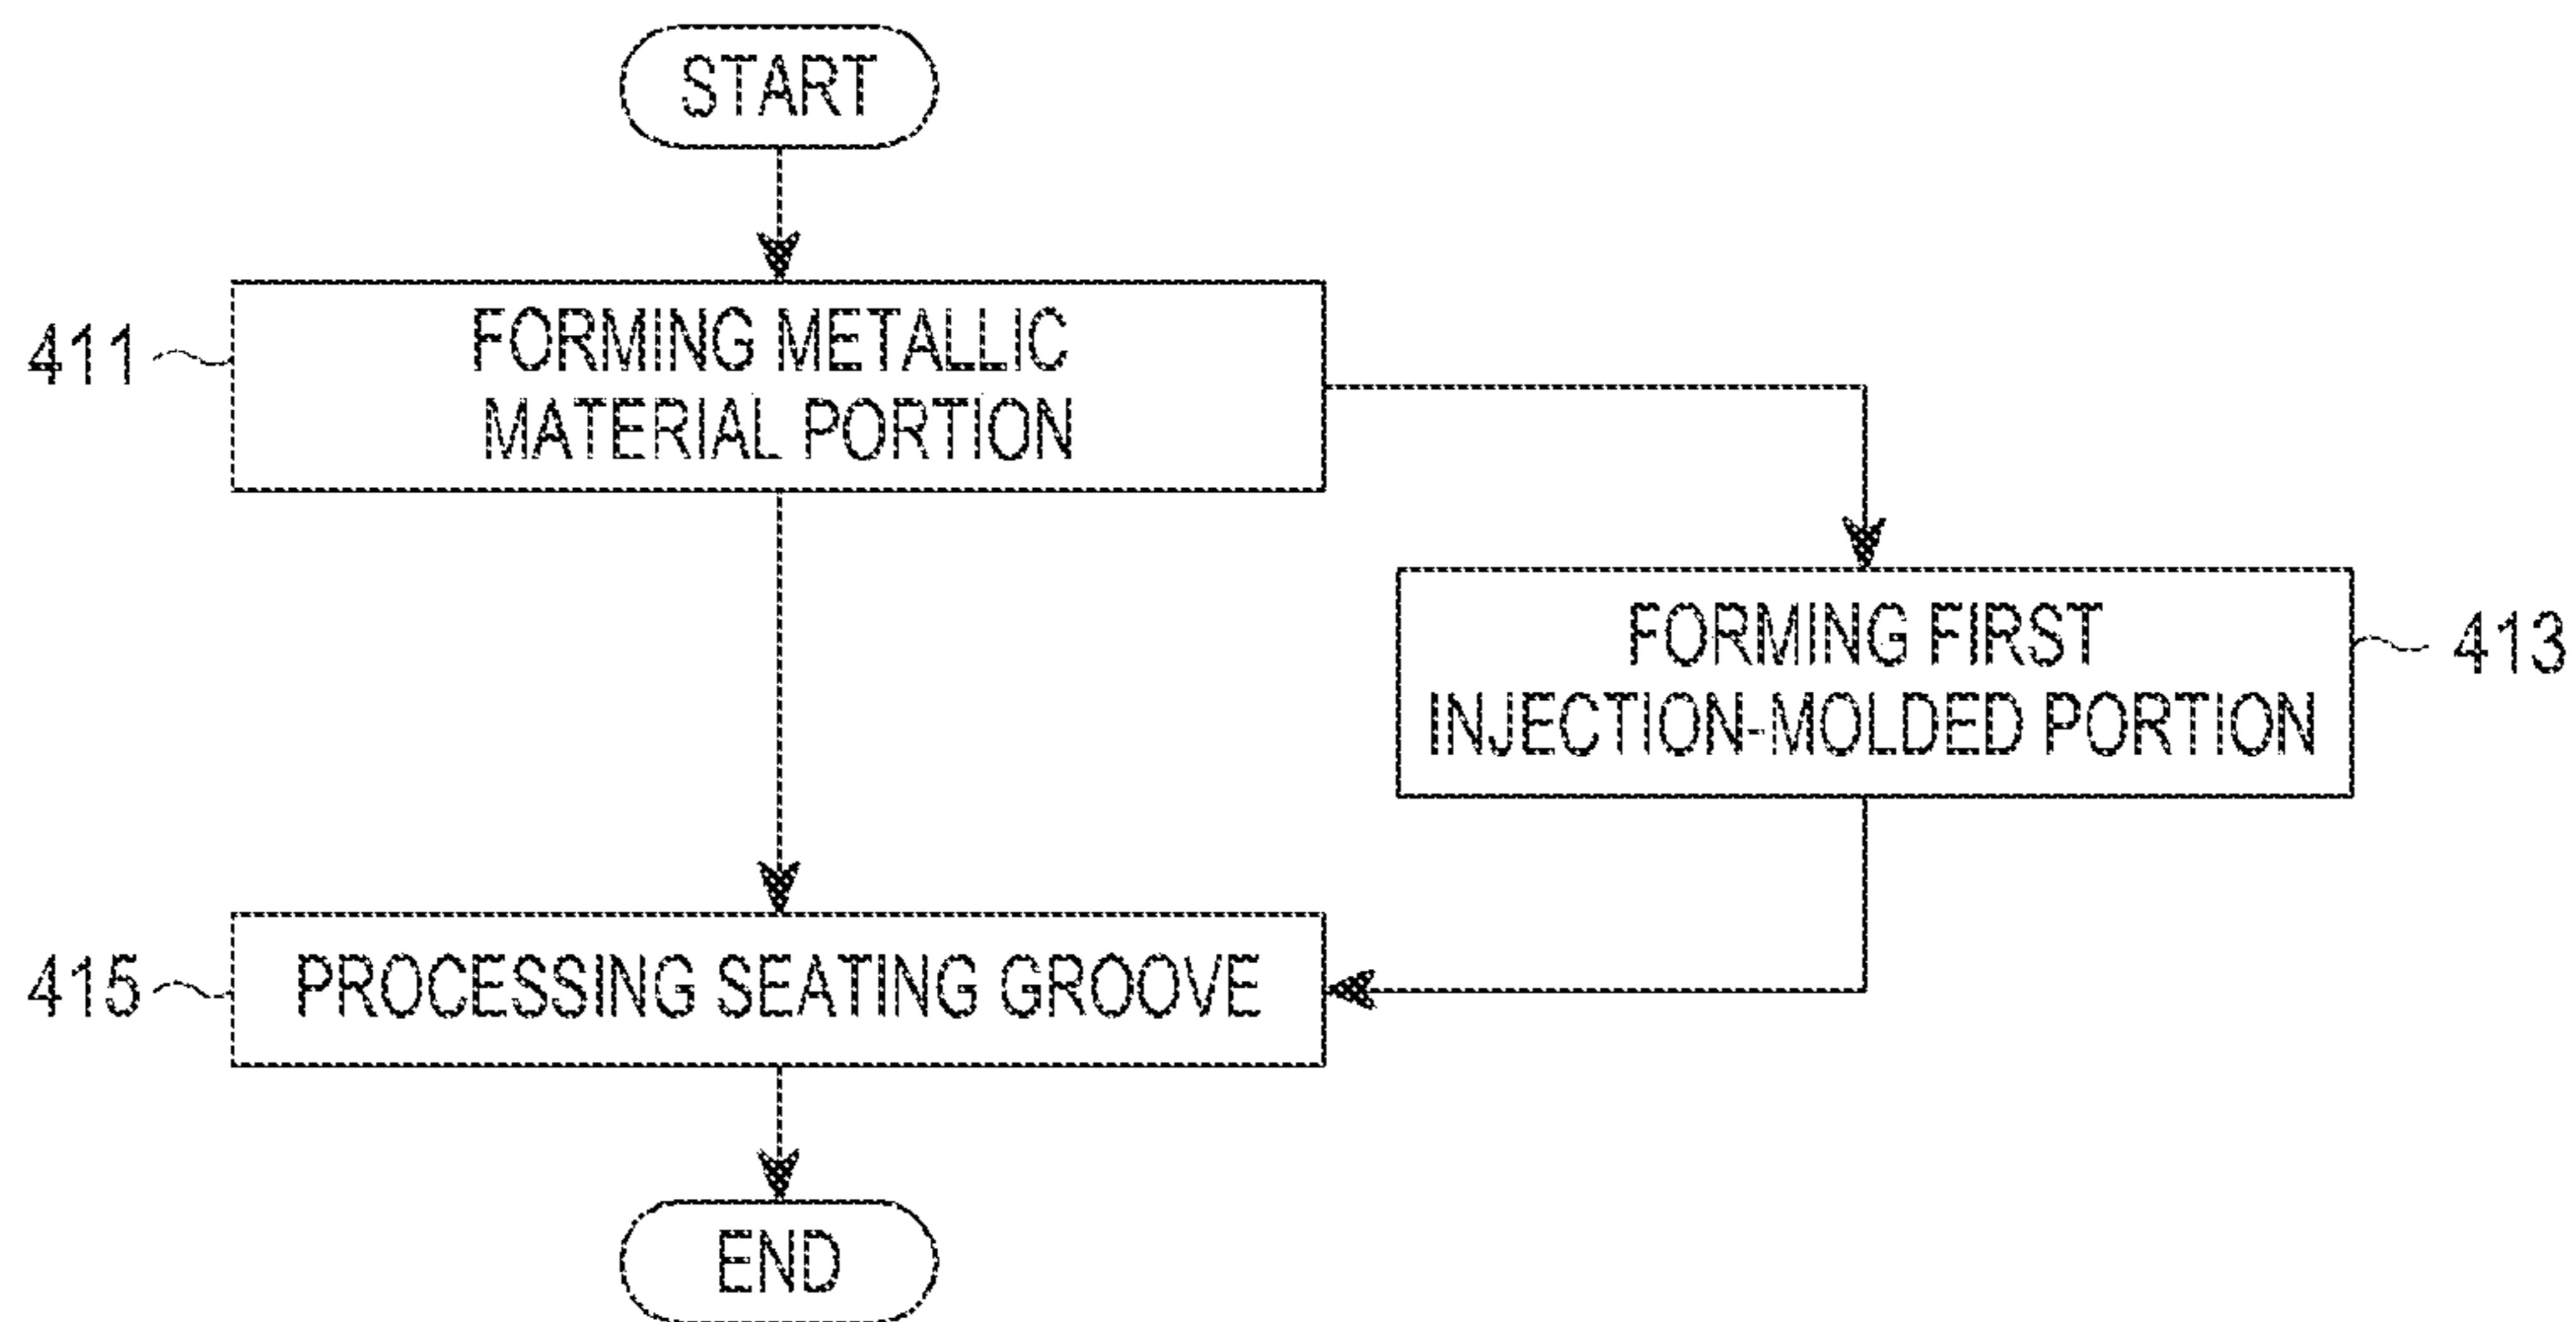 START
411
FORMING METALLIC
MATERIAL PORTION
FORMING FIRST
INJECTION-MOLDED PORTION
413
415
PROCESSING SEATING GROOVE
END